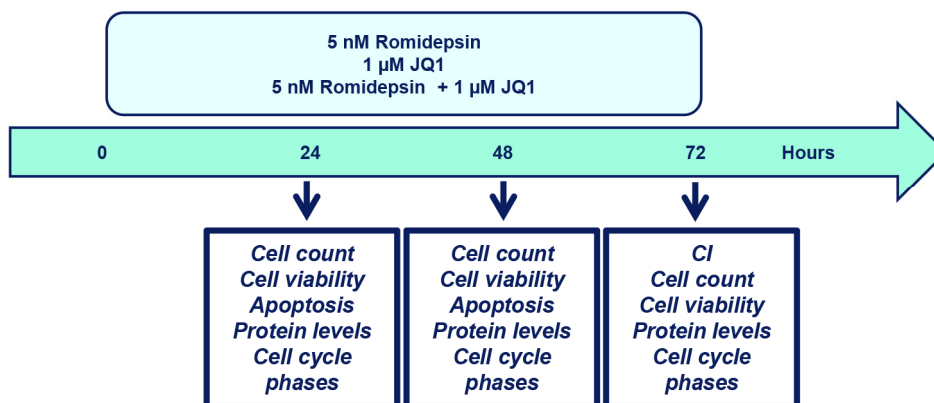 5 nM Romidepsin
1 µM JQ1
5 nM Romidepsin + 1 µM JQ1
0 24 48 72 Hours
Cell count
Cell viability
Apoptosis
Protein levels
Cell cycle
phases
Cell count
Cell viability
Apoptosis
Protein levels
Cell cycle
phases
CI
Cell count
Cell viability
Protein levels
Cell cycle
phases